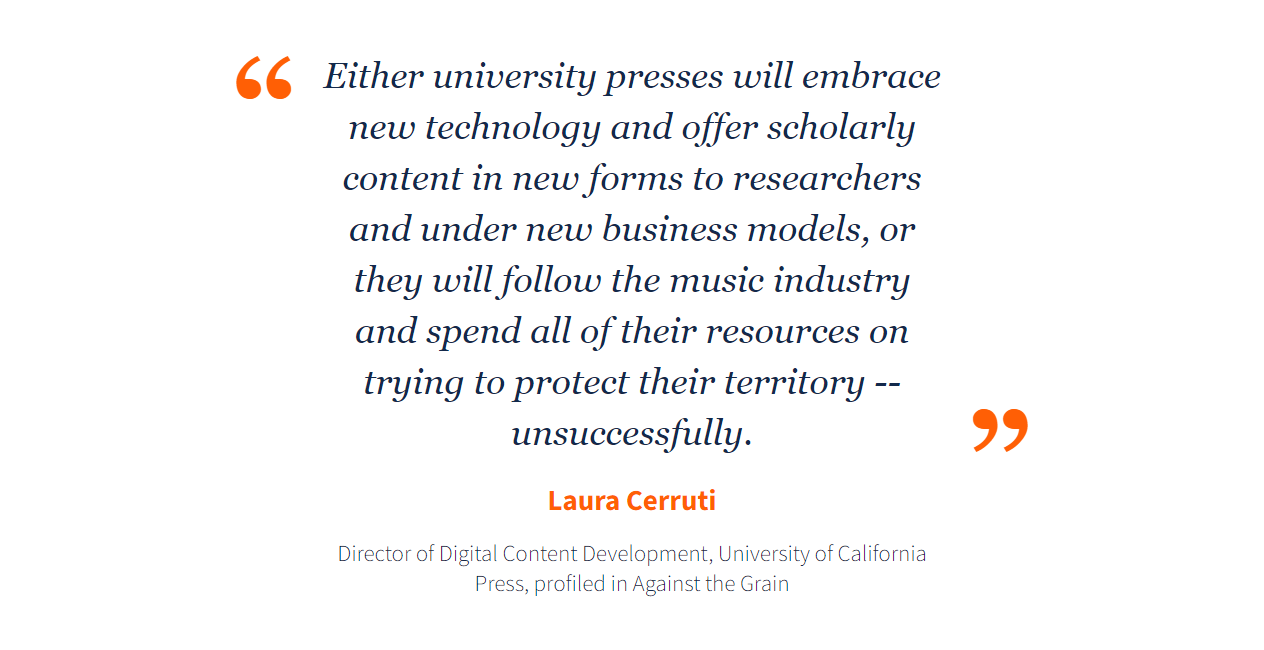 “ Either university presses will embrace
new technology and offer scholarly
content in new forms to researchers
and under new business models, or
they will follow the music industry
and spend all of their resources on
trying to protect their territory --
unsuccessfully. ”
Laura Cerruti
Director of Digital Content Development, University of California
Press, profiled in Against the Grain